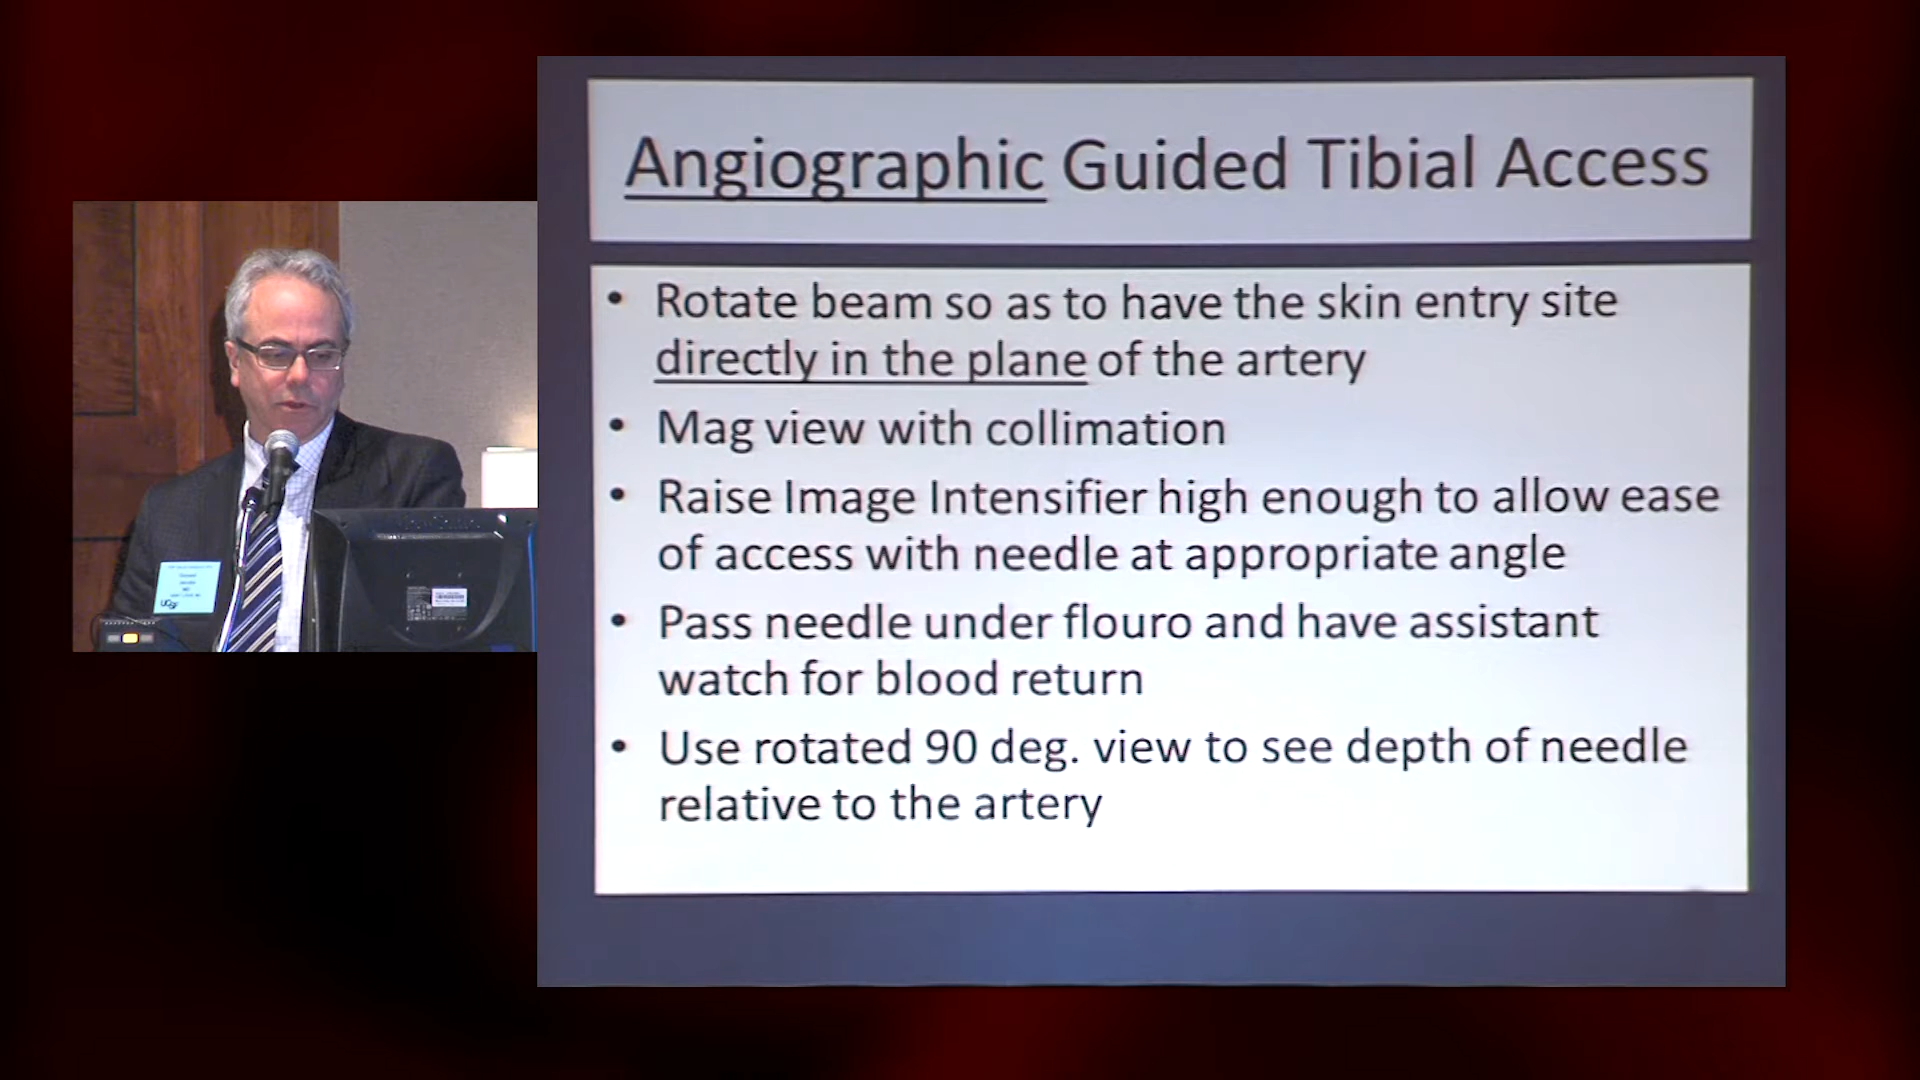 Angiographic Guided Tibial Access
• Rotate beam so as to have the skin entry site
directly in the plane of the artery
• Mag view with collimation
• Raise Image Intensifier high enough to allow ease
of access with needle at appropriate angle
• Pass needle under flouro and have assistant
watch for blood return
• Use rotated 90 deg. view to see depth of needle
relative to the artery